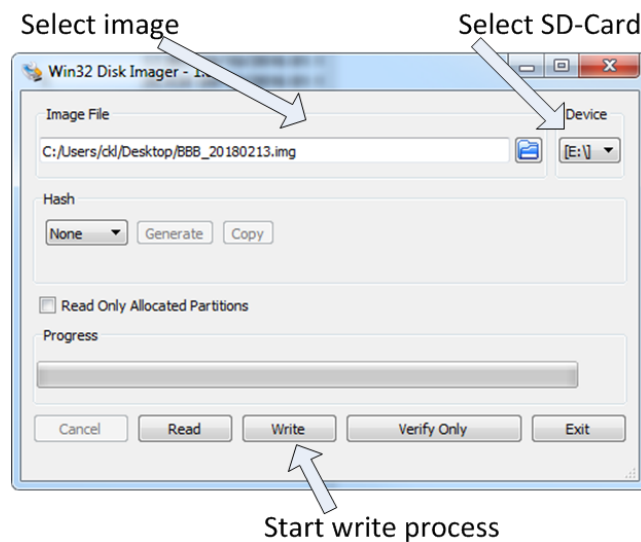 Select image
Select SD-Card
Win32 Disk Imager - 1.
Image File
Device
C:/Users/ckl/Desktop/BBB_20180213.img
[E:\]
Hash
None
Generate
Copy
Read Only Allocated Partitions
Progress
Cancel
Read
Write
Verify Only
Exit
Start write process